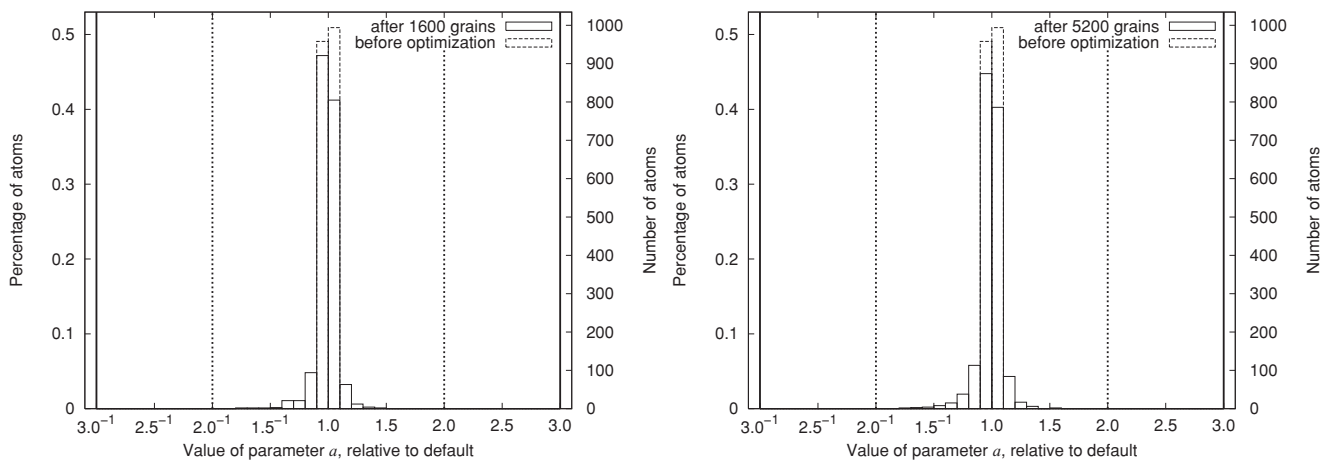 after 1600 grains
before optimization
0.5
0.4
0.3
0.2
0.1
0
1000
900
800
700
600
500
400
300
200
100
0
Percentage of atoms
Number of atoms
3.0⁻¹ 2.5⁻¹ 2.0⁻¹ 1.5⁻¹ 1.0 1.5 2.0 2.5 3.0
Value of parameter a, relative to default
after 5200 grains
before optimization
0.5
0.4
0.3
0.2
0.1
0
1000
900
800
700
600
500
400
300
200
100
0
Percentage of atoms
Number of atoms
3.0⁻¹ 2.5⁻¹ 2.0⁻¹ 1.5⁻¹ 1.0 1.5 2.0 2.5 3.0
Value of parameter a, relative to default